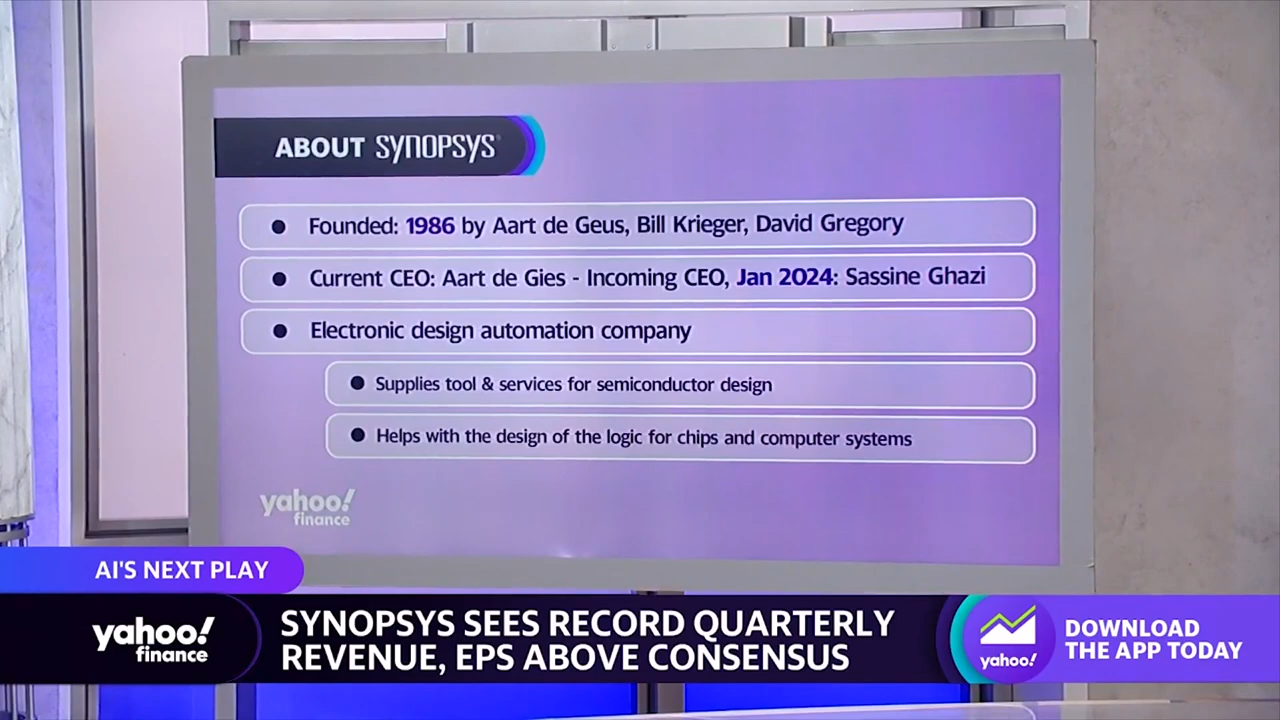 ABOUT SYNOPSYS
Founded: 1986 by Aart de Geus, Bill Krieger, David Gregory
Current CEO: Aart de Gies - Incoming CEO, Jan 2024: Sassine Ghazi
Electronic design automation company
Supplies tool & services for semiconductor design
Helps with the design of the logic for chips and computer systems
yahoo!
finance
AI'S NEXT PLAY
yahoo!
finance
SYNOPSYS SEES RECORD QUARTERLY
REVENUE, EPS ABOVE CONSENSUS
yahoo!
DOWNLOAD
THE APP TODAY